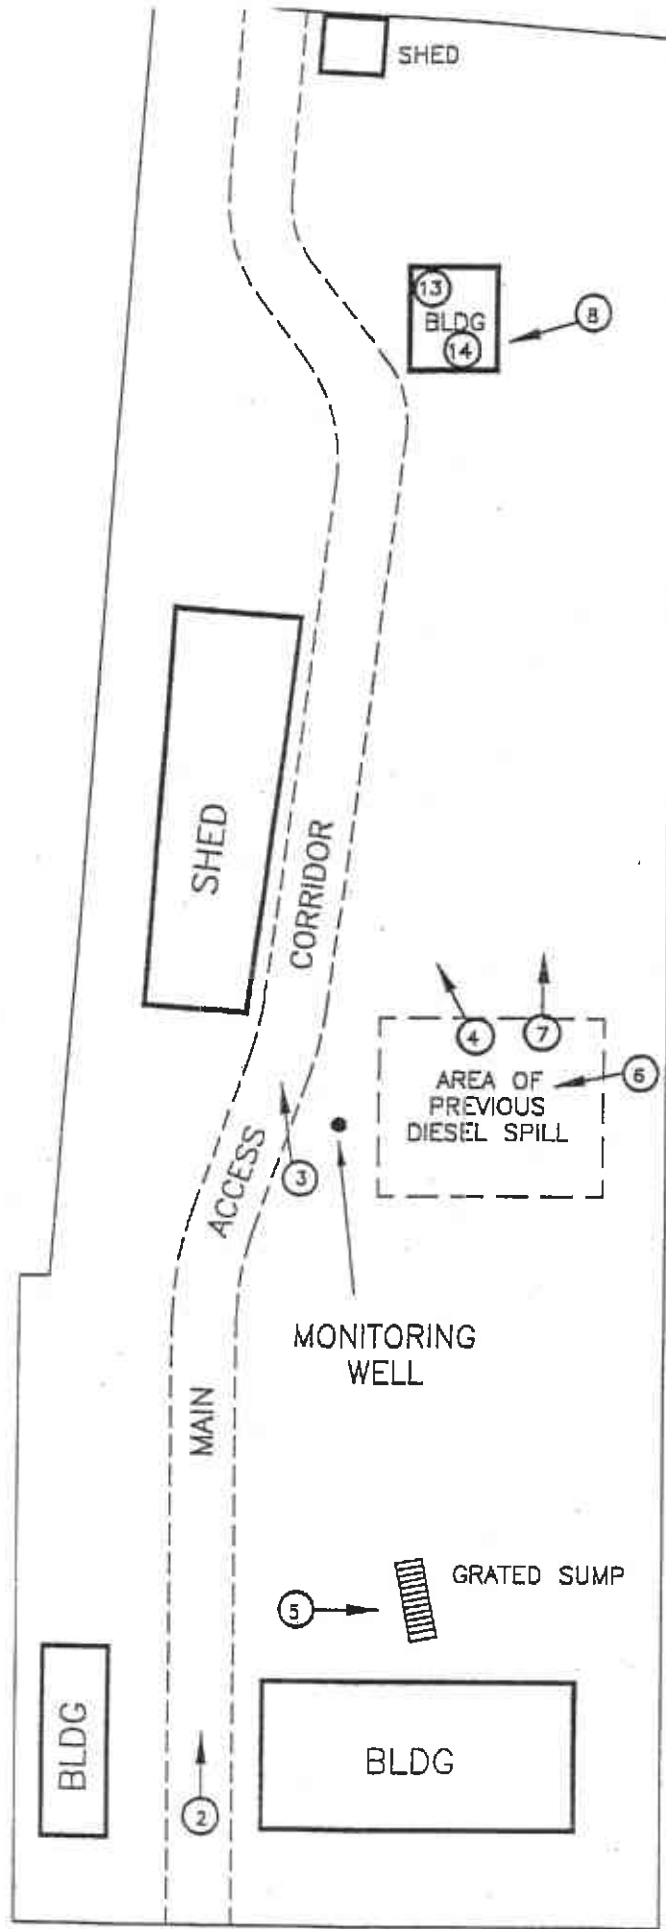 SHED
13
BLDG
14
8
SHED
CORRIDOR
4
7
6
AREA OF
PREVIOUS
DIESEL SPILL
ACCESS
3
MONITORING
WELL
MAIN
GRATED SUMP
5
BLDG
BLDG
2